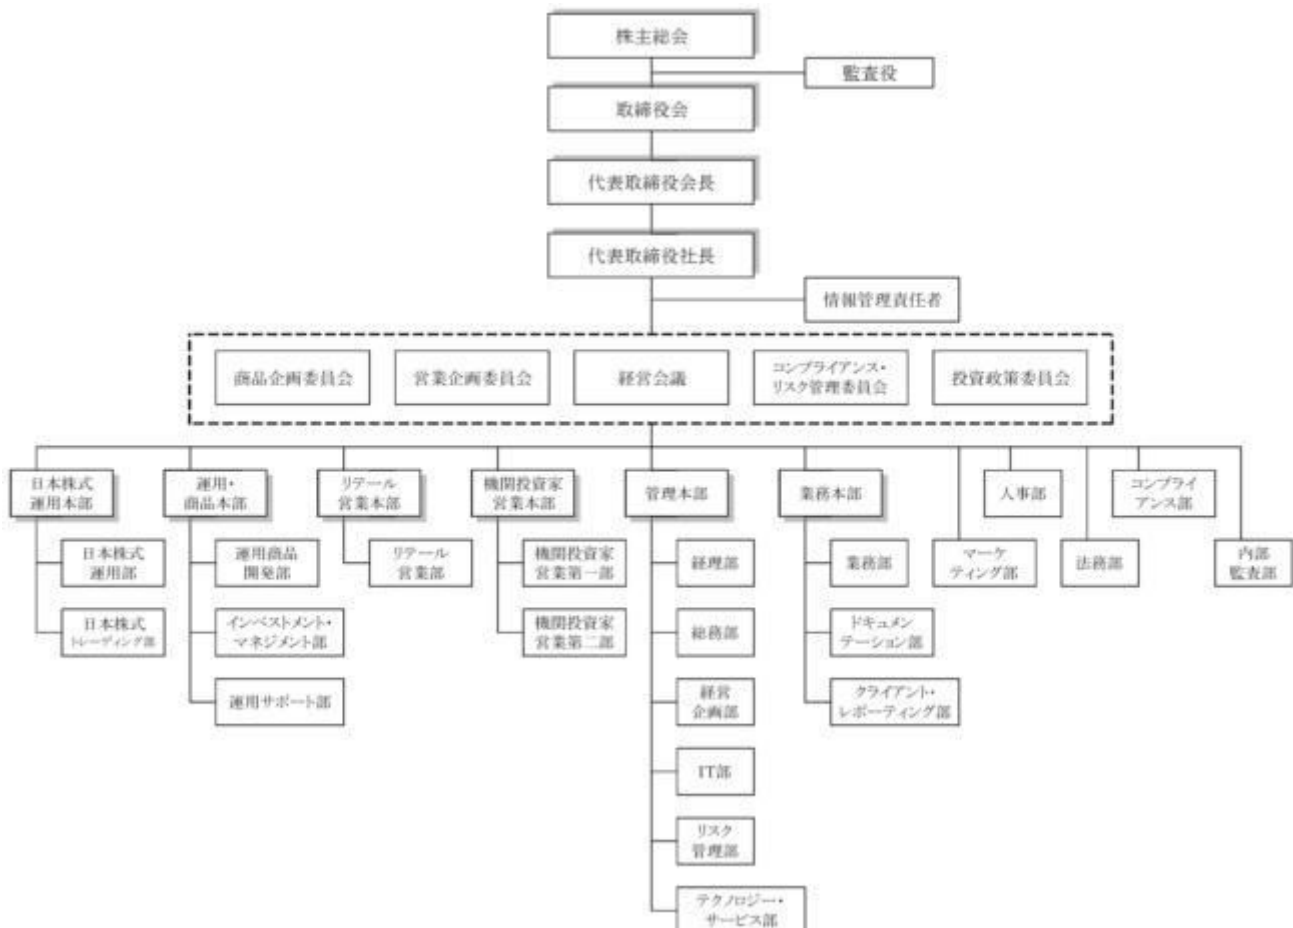 株主総会
監査役
取締役会
代表取締役会長
代表取締役社長
情報管理責任者
商品企画委員会
営業企画委員会
経営会議
コンプライアンス・
リスク管理委員会
投資政策委員会
日本株式
運用本部
運用・
商品本部
リテール
営業本部
機関投資家
営業本部
管理本部
業務本部
人事部
コンプライ
アンス部
日本株式
運用部
運用商品
開発部
リテール
営業部
機関投資家
営業第一部
経理部
業務部
マーケ
ティング部
法務部
内部
監査部
日本株式
トレーディング部
インベストメント・
マネジメント部
機関投資家
営業第二部
総務部
ドキュメン
テーション部
運用サポート部
経営
企画部
クライアント・
レポーティング部
IT部
リスク
管理部
テクノロジー・
サービス部